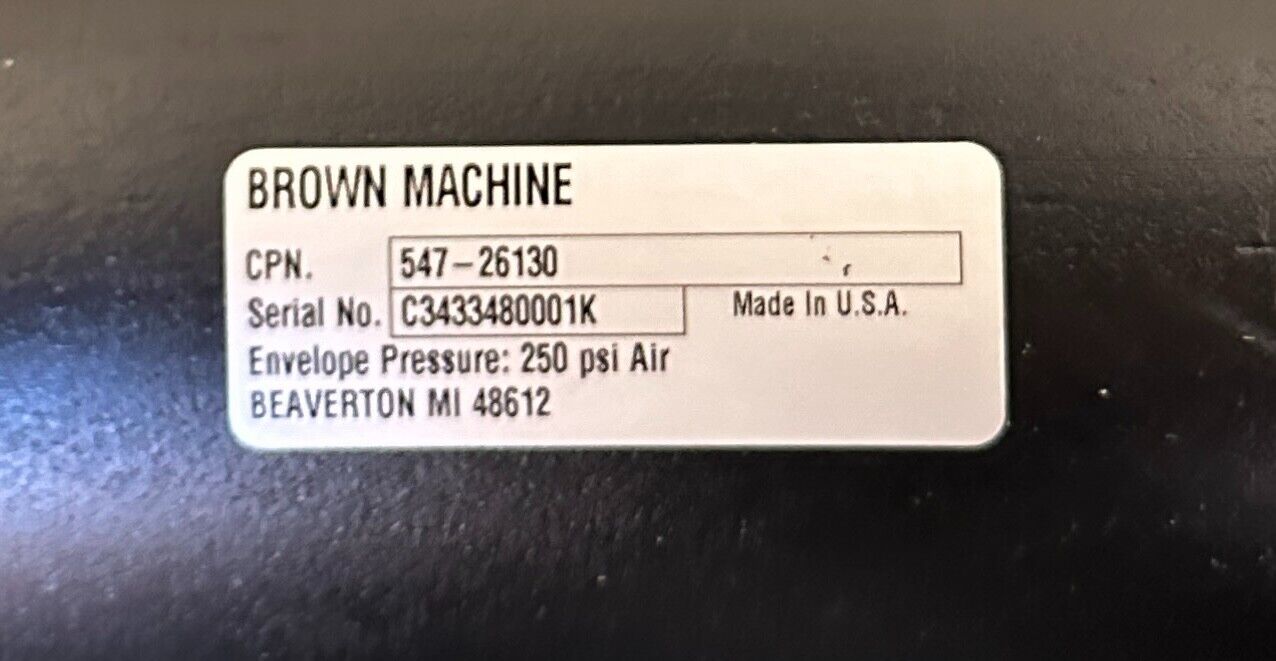 BROWN MACHINE
CPN. 547-26130
Serial No. C3433480001K Made In U.S.A.
Envelope Pressure: 250 psi Air
BEAVERTON MI 48612